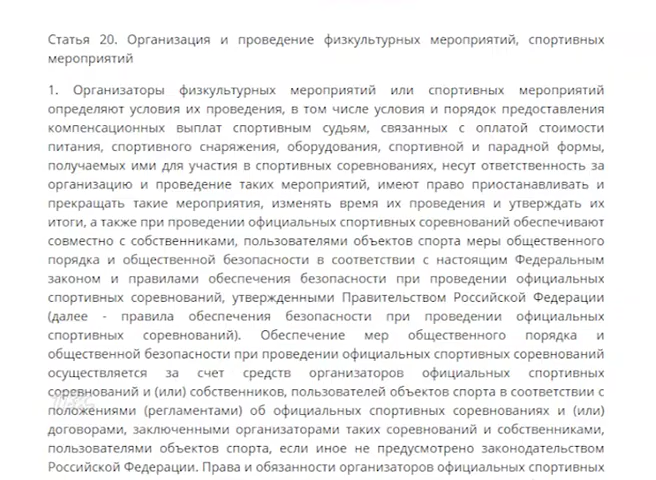 Статья 20. Организация и проведение физкультурных мероприятий, спортивных
мероприятий
1. Организаторы физкультурных мероприятий или спортивных мероприятий
определяют условия их проведения, в том числе условия и порядок предоставления
компенсационных выплат спортивным судьям, связанных с оплатой стоимости
питания, спортивного снаряжения, оборудования, спортивной и парадной формы,
получаемых ими для участия в спортивных соревнованиях, несут ответственность за
организацию и проведение таких мероприятий, имеют право приостанавливать и
прекращать такие мероприятия, изменять время их проведения и утверждать их
итоги, а также при проведении официальных спортивных соревнований обеспечивают
совместно с собственниками, пользователями объектов спорта меры общественного
порядка и общественной безопасности в соответствии с настоящим Федеральным
законом и правилами обеспечения безопасности при проведении официальных
спортивных соревнований, утвержденными Правительством Российской Федерации
(далее - правила обеспечения безопасности при проведении официальных
спортивных соревнований). Обеспечение мер общественного порядка и
общественной безопасности при проведении официальных спортивных соревнований
осуществляется за счет средств организаторов официальных спортивных
соревнований и (или) собственников, пользователей объектов спорта в соответствии с
положениями (регламентами) об официальных спортивных соревнованиях и (или)
договорами, заключенными организаторами таких соревнований и собственниками,
пользователями объектов спорта, если иное не предусмотрено законодательством
Российской Федерации. Права и обязанности организаторов официальных спортивных